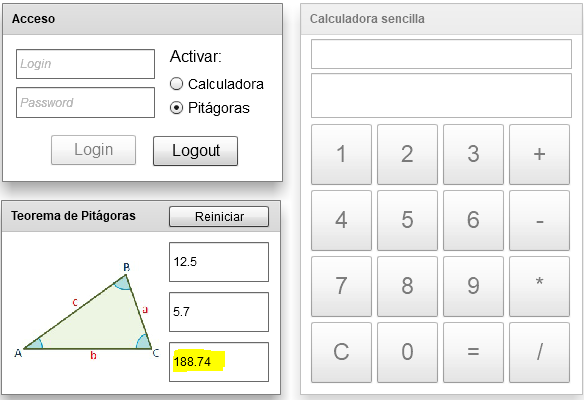 Acceso
Login
Password
Activar:
Calculadora
Pitágoras
Login
Logout
Teorema de Pitágoras
Reiniciar
12.5
5.7
188.74
B
c
a
A
b
C
Calculadora sencilla
1 2 3 +
4 5 6 -
7 8 9 *
C 0 = /